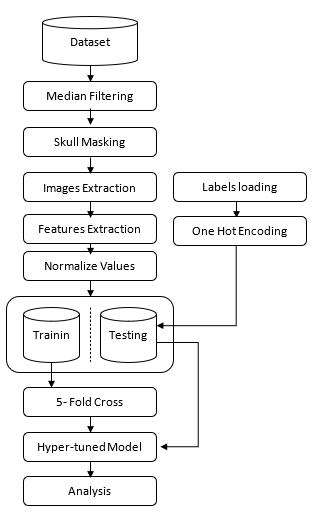 Dataset
Median Filtering
Skull Masking
Images Extraction
Labels loading
Features Extraction
One Hot Encoding
Normalize Values
Trainin
Testing
5- Fold Cross
Hyper-tuned Model
Analysis